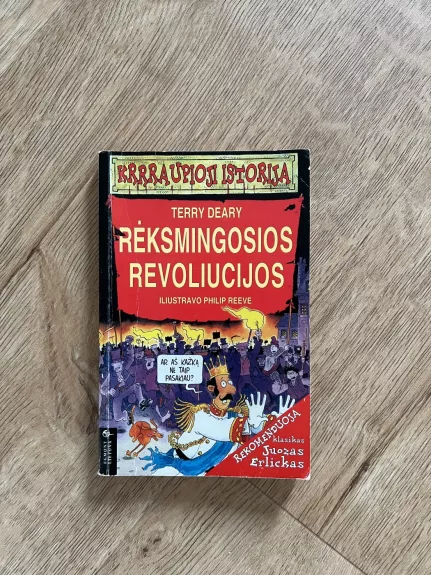 KRRRAUPIOJI ISTORIJA
TERRY DEARY
RĖKSMINGOSIOS
REVOLIUCIJOS
ILIUSTRAVO PHILIP REEVE
AR AŠ KAŽKĄ
NE TAIP
PASAKIAU?
REKOMENDUOJA
klasikas
Juozas
Erlickas